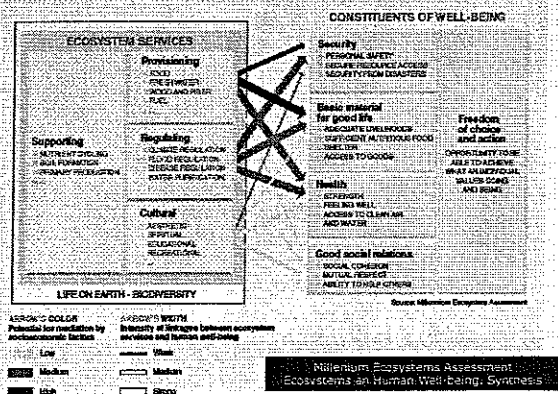 CONSTITUENTS OF WELL-BEING
ECOSYSTEM SERVICES
Provisioning
FOOD
FRESH WATER
WOOD AND FIBER
FUEL
Supporting
NUTRIENT CYCLING
SOIL FORMATION
PRIMARY PRODUCTION
Regulating
CLIMATE REGULATION
FLOOD REGULATION
DISEASE REGULATION
WATER PURIFICATION
Cultural
AESTHETIC
SPIRITUAL
EDUCATIONAL
RECREATIONAL
LIFE ON EARTH - BIODIVERSITY
Security
PERSONAL SAFETY
SECURE RESOURCE ACCESS
SECURITY FROM DISASTERS
Basic material
for good life
ADEQUATE LIVELIHOODS
SUFFICIENT NUTRITIOUS FOOD
SHELTER
ACCESS TO GOODS
Health
STRENGTH
FEELING WELL
ACCESS TO CLEAN AIR
AND WATER
Good social relations
SOCIAL COHESION
MUTUAL RESPECT
ABILITY TO HELP OTHERS
Freedom
of choice
and action
OPPORTUNITY TO BE
ABLE TO ACHIEVE
WHAT AN INDIVIDUAL
VALUES DOING
AND BEING
Source: Millennium Ecosystem Assessment
ARROW'S COLOR
Potential for mediation by
socioeconomic factors
Low
Medium
High
ARROW'S WIDTH
Intensity of linkages between ecosystem
services and human well-being
Weak
Medium
Strong
Millenium Ecosystems Assessment
Ecosystems an Human Well-being: Synthesis